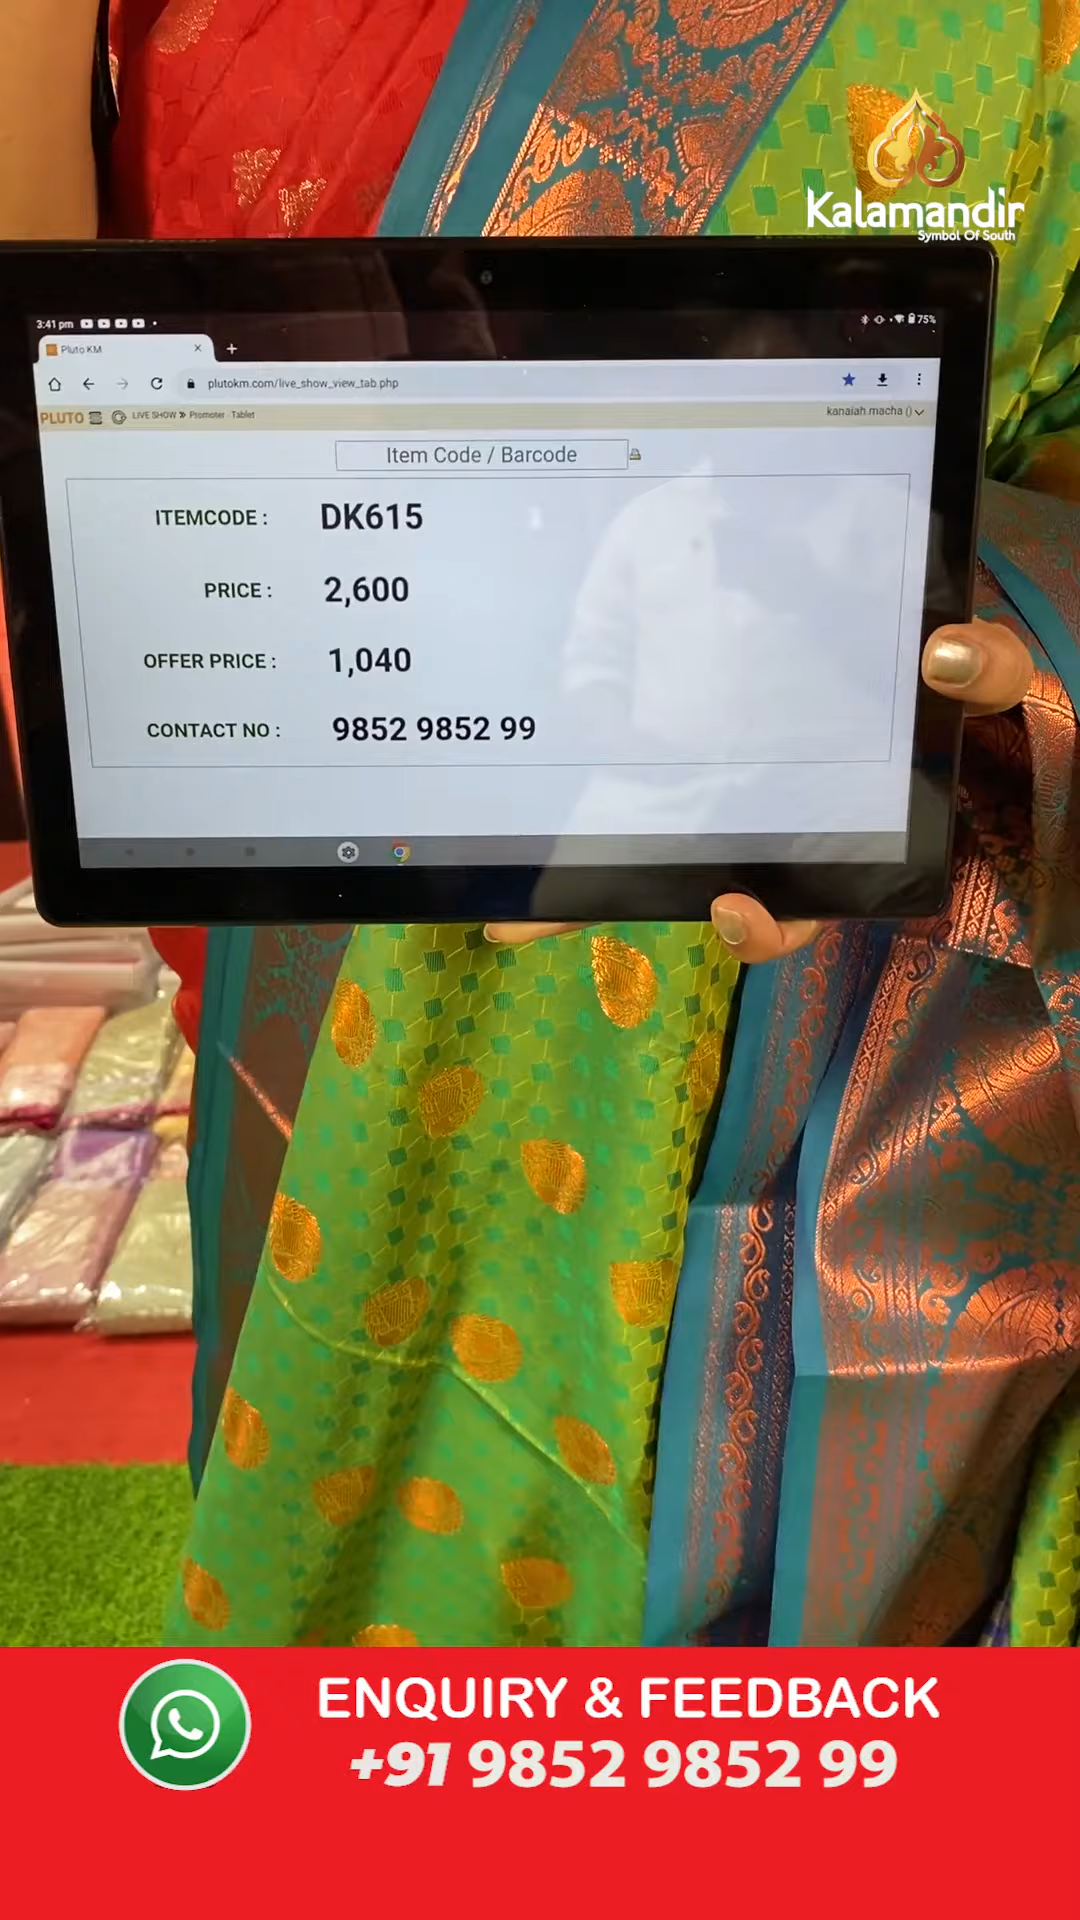 Kalamandir
Symbol Of South
3:41 pm
75%
Pluto KM
plutokm.com/live_show_view_tab.php
PLUTO
LIVE SHOW » Promoter - Tablet
kanaiah.macha ()
Item Code / Barcode
ITEMCODE : DK615
PRICE : 2,600
OFFER PRICE : 1,040
CONTACT NO : 9852 9852 99
ENQUIRY & FEEDBACK
+91 9852 9852 99